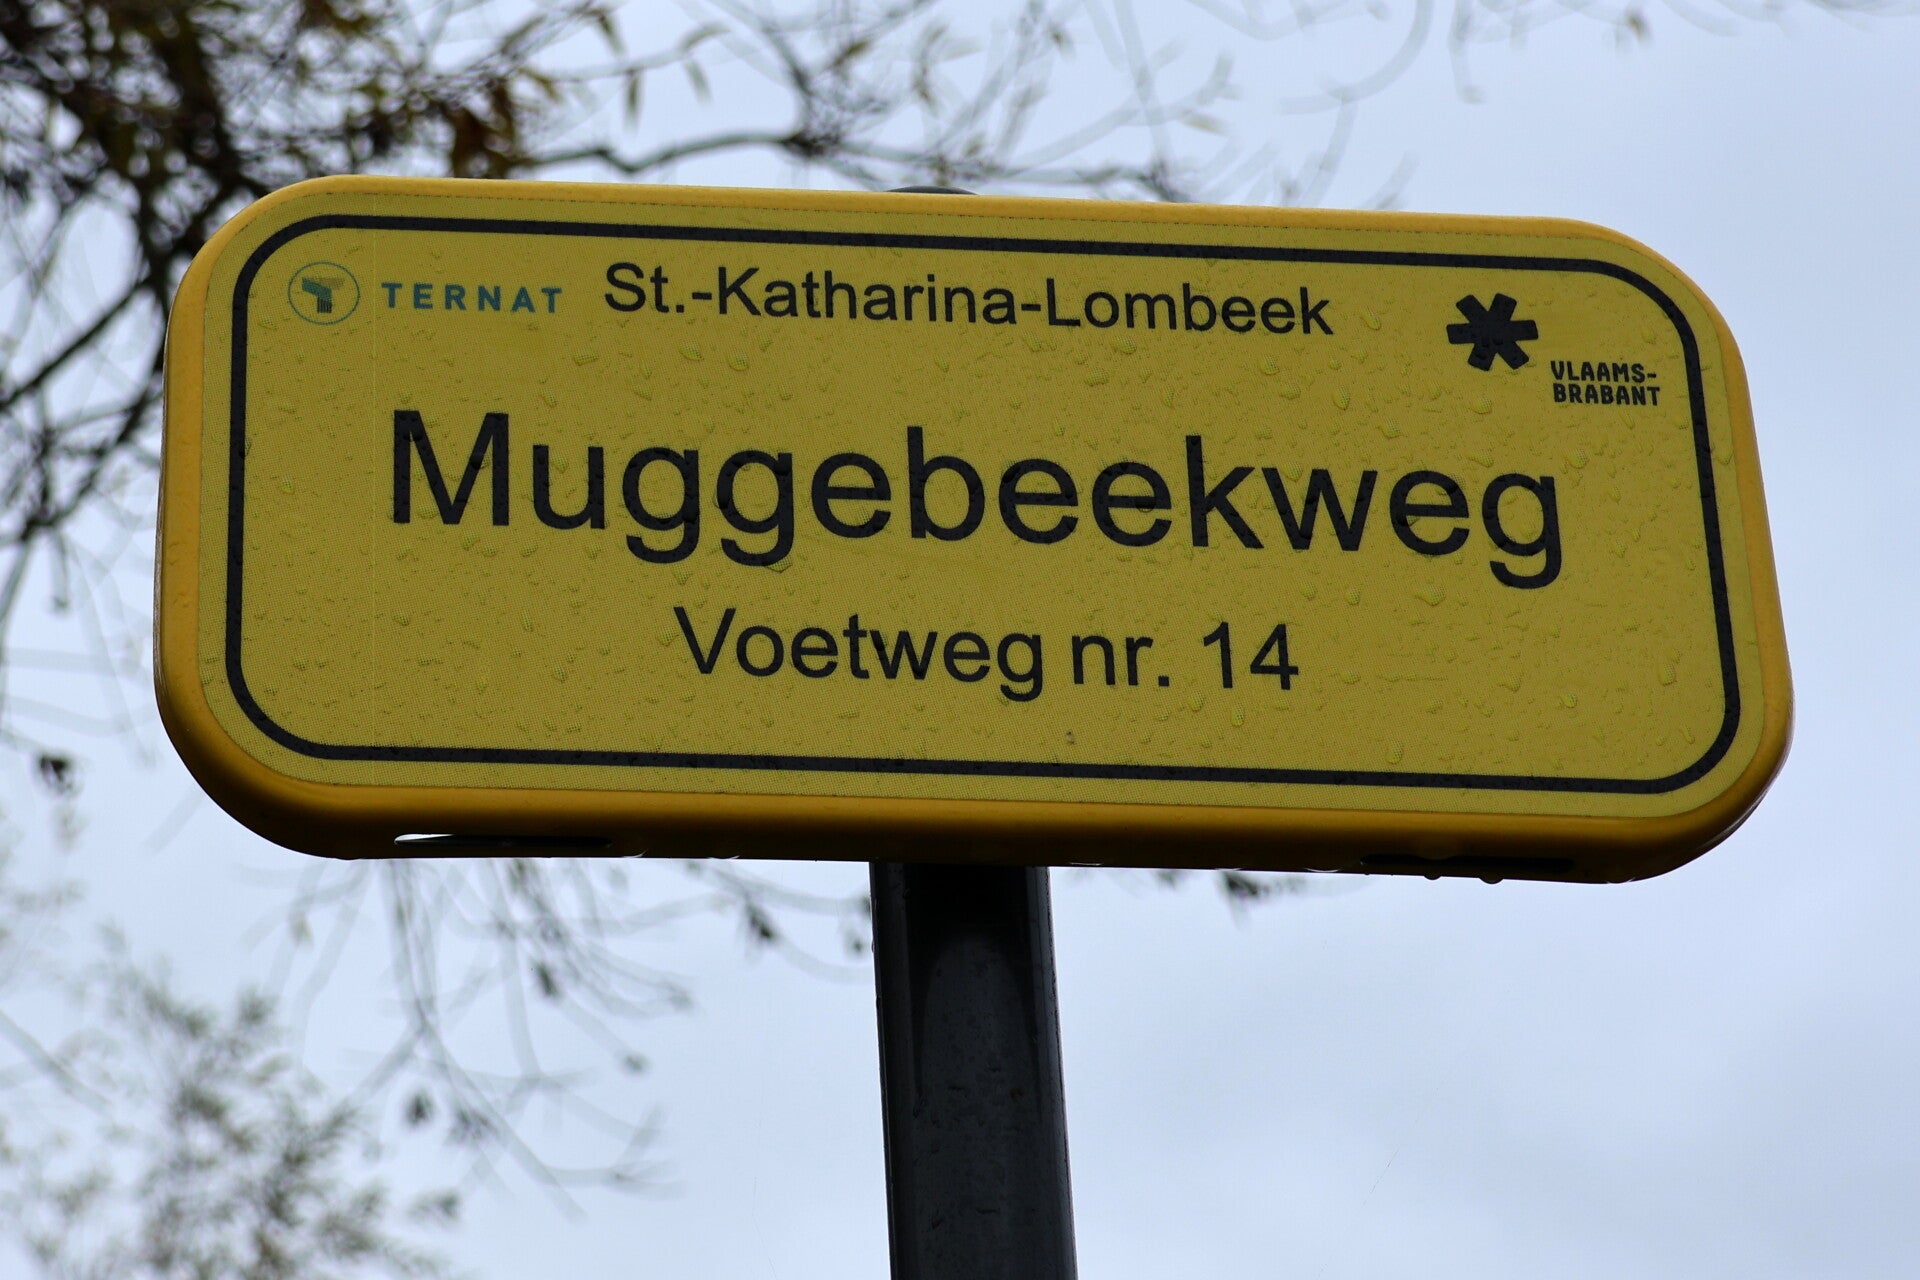 TERNAT
St.-Katharina-Lombeek
VLAAMS-
BRABANT
Muggebeekweg
Voetweg nr. 14